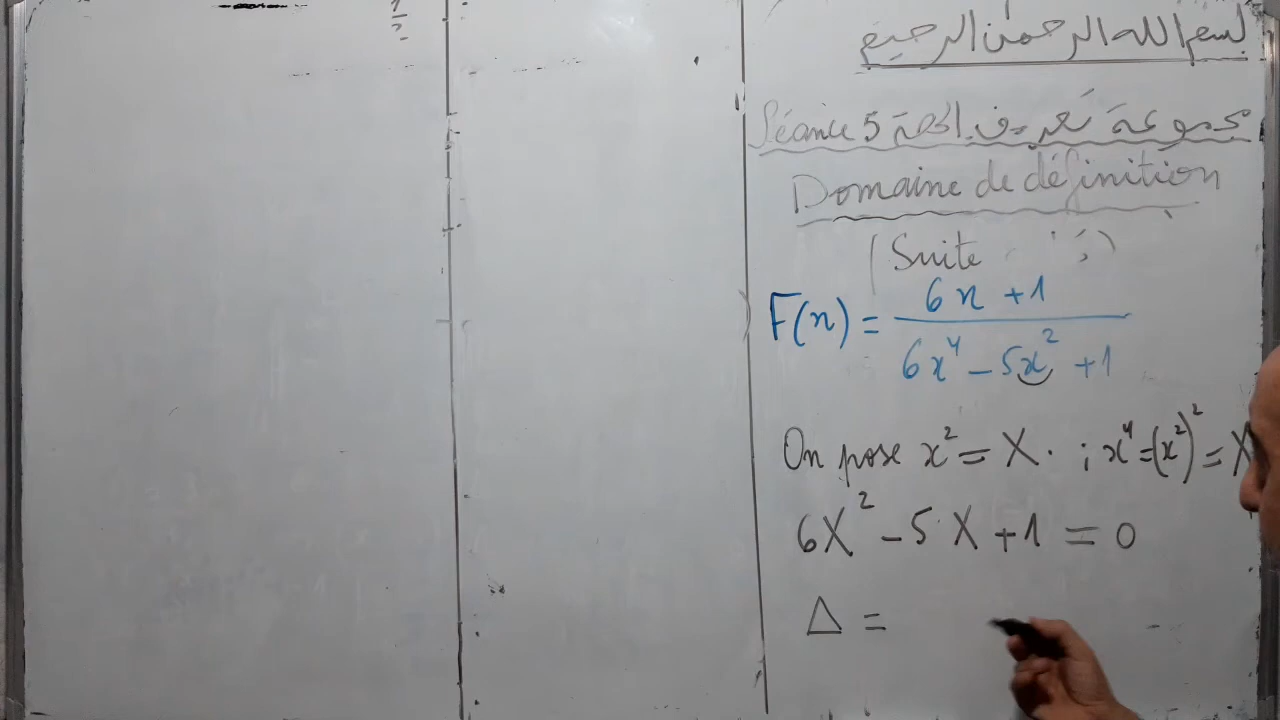 بسم الله الرحمن الرحيم
مجموعة تعريف الحصة 5 Séance
Domaine de définition
(Suite
F(x) = (6x + 1) / (6x⁴ - 5x² + 1)
On pose x² = X . ; x⁴ = (x²)² = X
6X² - 5X + 1 = 0
Δ =